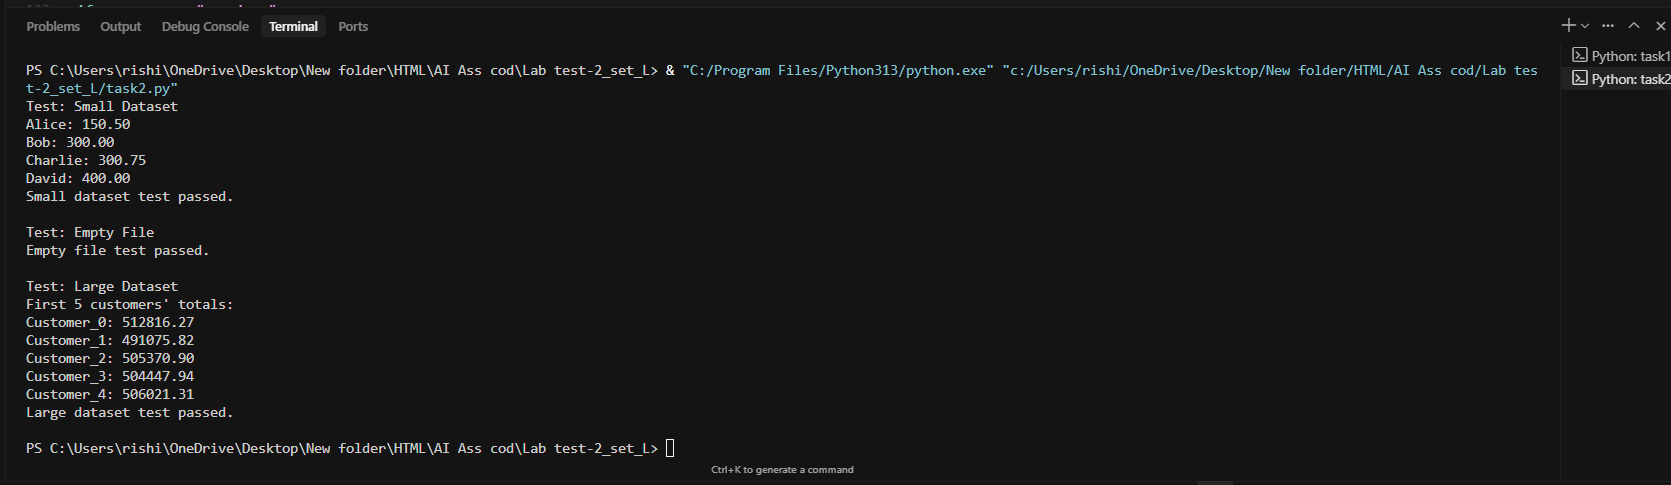 Problems Output Debug Console Terminal Ports
PS C:\Users\rishi\OneDrive\Desktop\New folder\HTML\AI Ass cod\Lab test-2_set_L> & "C:/Program Files/Python313/python.exe" "c:/Users/rishi/OneDrive/Desktop/New folder/HTML/AI Ass cod/Lab tes
t-2_set_L/task2.py"
Test: Small Dataset
Alice: 150.50
Bob: 300.00
Charlie: 300.75
David: 400.00
Small dataset test passed.
Test: Empty File
Empty file test passed.
Test: Large Dataset
First 5 customers' totals:
Customer_0: 512816.27
Customer_1: 491075.82
Customer_2: 505370.90
Customer_3: 504447.94
Customer_4: 506021.31
Large dataset test passed.
PS C:\Users\rishi\OneDrive\Desktop\New folder\HTML\AI Ass cod\Lab test-2_set_L>
Ctrl+K to generate a command
Python: task1
Python: task2